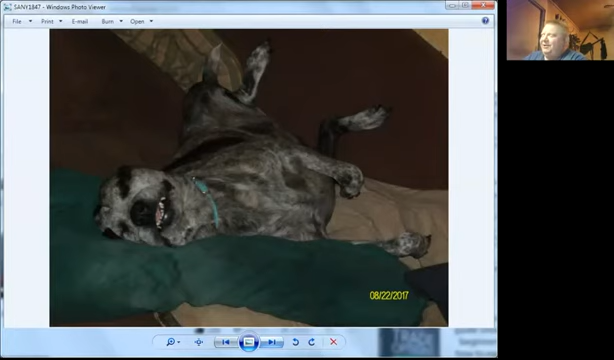 SANY1847 - Windows Photo Viewer
File Print E-mail Burn Open
08/22/2017